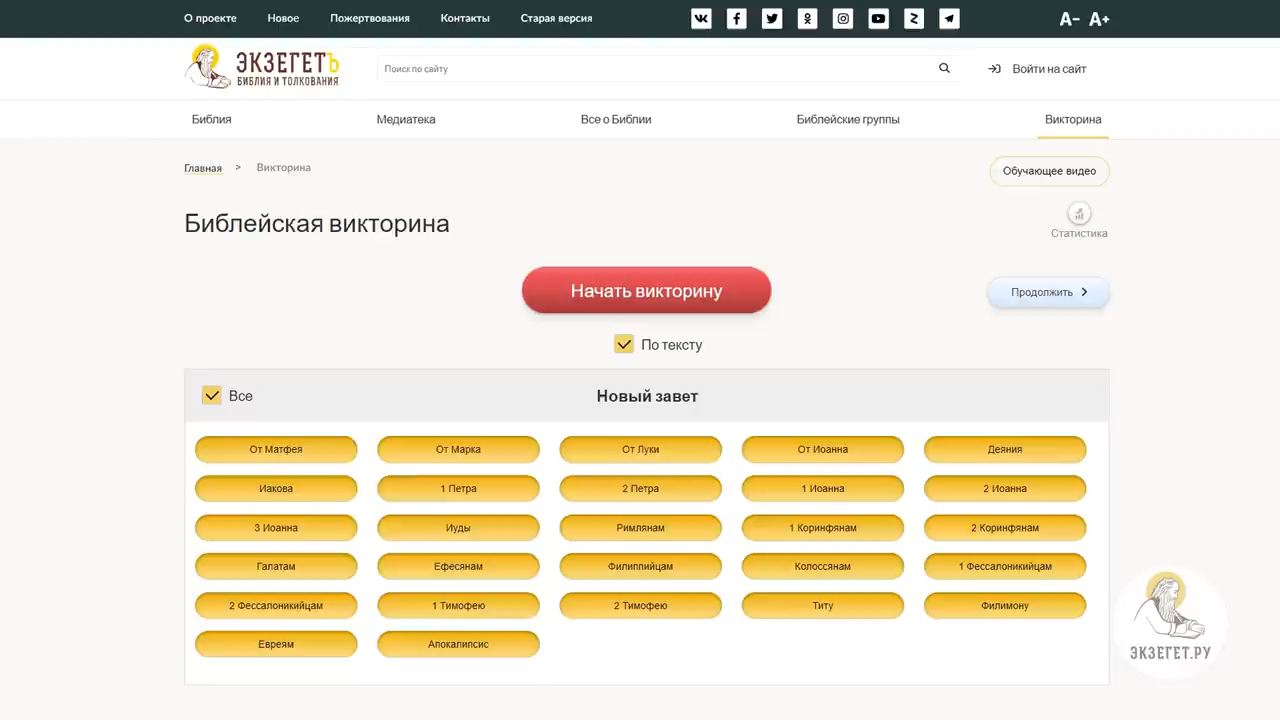 О проекте Новое Пожертвования Контакты Старая версия A- A+
ЭКЗЕГЕТЪ
БИБЛИЯ И ТОЛКОВАНИЯ
Поиск по сайту
Войти на сайт
Библия Медиатека Все о Библии Библейские группы Викторина
Главная > Викторина
Обучающее видео
Библейская викторина
Статистика
Начать викторину
Продолжить
По тексту
Все Новый завет
От Матфея От Марка От Луки От Иоанна Деяния
Иакова 1 Петра 2 Петра 1 Иоанна 2 Иоанна
3 Иоанна Иуды Римлянам 1 Коринфянам 2 Коринфянам
Галатам Ефесянам Филиппийцам Колоссянам 1 Фессалоникийцам
2 Фессалоникийцам 1 Тимофею 2 Тимофею Титу Филимону
Евреям Апокалипсис
ЭКЗЕГЕТ.РУ